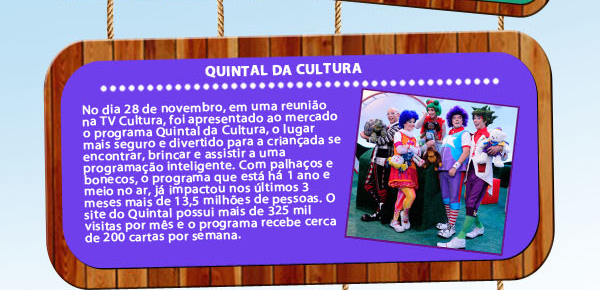 QUINTAL DA CULTURA
No dia 28 de novembro, em uma reunião
na TV Cultura, foi apresentado ao mercado
o programa Quintal da Cultura, o lugar
mais seguro e divertido para a criançada se
encontrar, brincar e assistir a uma
programação inteligente. Com palhaços e
bonecos, o programa que está há 1 ano e
meio no ar, já impactou nos últimos 3
meses mais de 13,5 milhões de pessoas. O
site do Quintal possui mais de 325 mil
visitas por mês e o programa recebe cerca
de 200 cartas por semana.